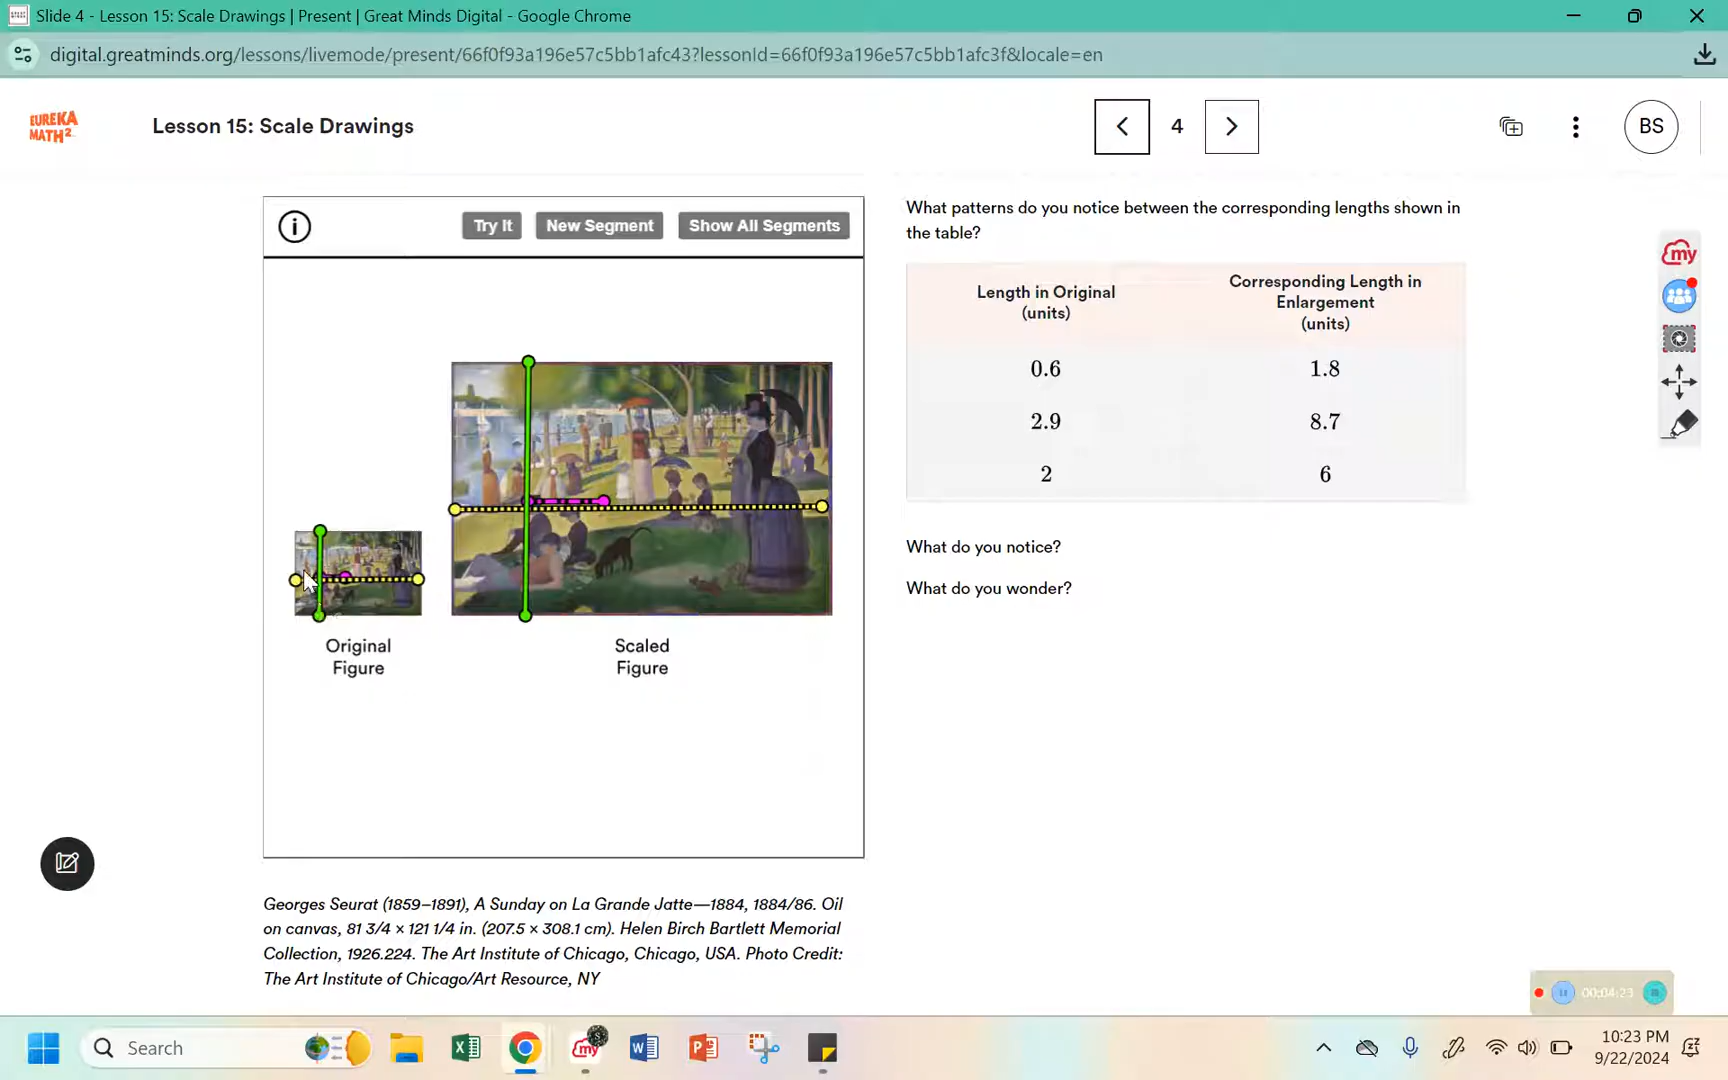 Slide 4 - Lesson 15: Scale Drawings | Present | Great Minds Digital - Google Chrome
digital.greatminds.org/lessons/livemode/present/66f0f93a196e57c5bb1afc43?lessonId=66f0f93a196e57c5bb1afc3f&locale=en
EUREKA
MATH²
Lesson 15: Scale Drawings
4
BS
Try It
New Segment
Show All Segments
Original
Figure
Scaled
Figure
What patterns do you notice between the corresponding lengths shown in
the table?
Length in Original
(units)
Corresponding Length in
Enlargement
(units)
0.6 1.8
2.9 8.7
2 6
What do you notice?
What do you wonder?
my
Georges Seurat (1859–1891), A Sunday on La Grande Jatte—1884, 1884/86. Oil
on canvas, 81 3/4 × 121 1/4 in. (207.5 × 308.1 cm). Helen Birch Bartlett Memorial
Collection, 1926.224. The Art Institute of Chicago, Chicago, USA. Photo Credit:
The Art Institute of Chicago/Art Resource, NY
00:04:23
Search
my
10:23 PM
9/22/2024